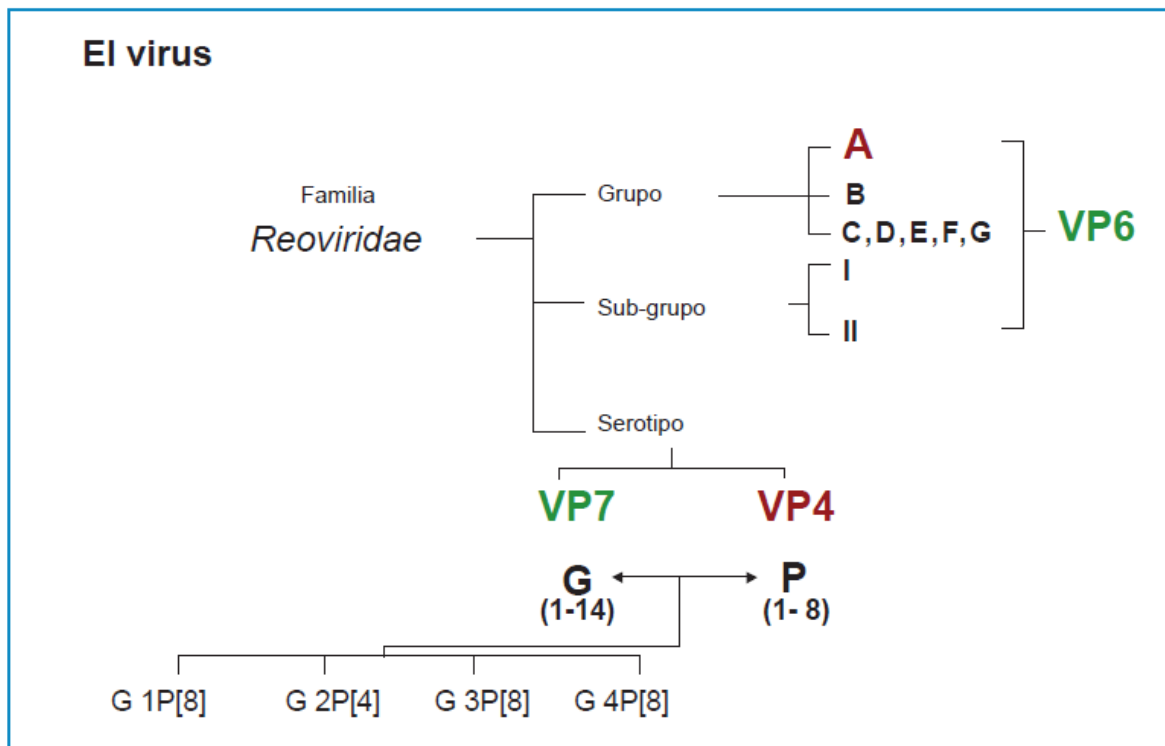 El virus
Familia
Reoviridae
Grupo
A
B
C, D, E, F, G
VP6
Sub-grupo
I
II
Serotipo
VP7 VP4
G P
(1-14) (1- 8)
G 1P[8] G 2P[4] G 3P[8] G 4P[8]